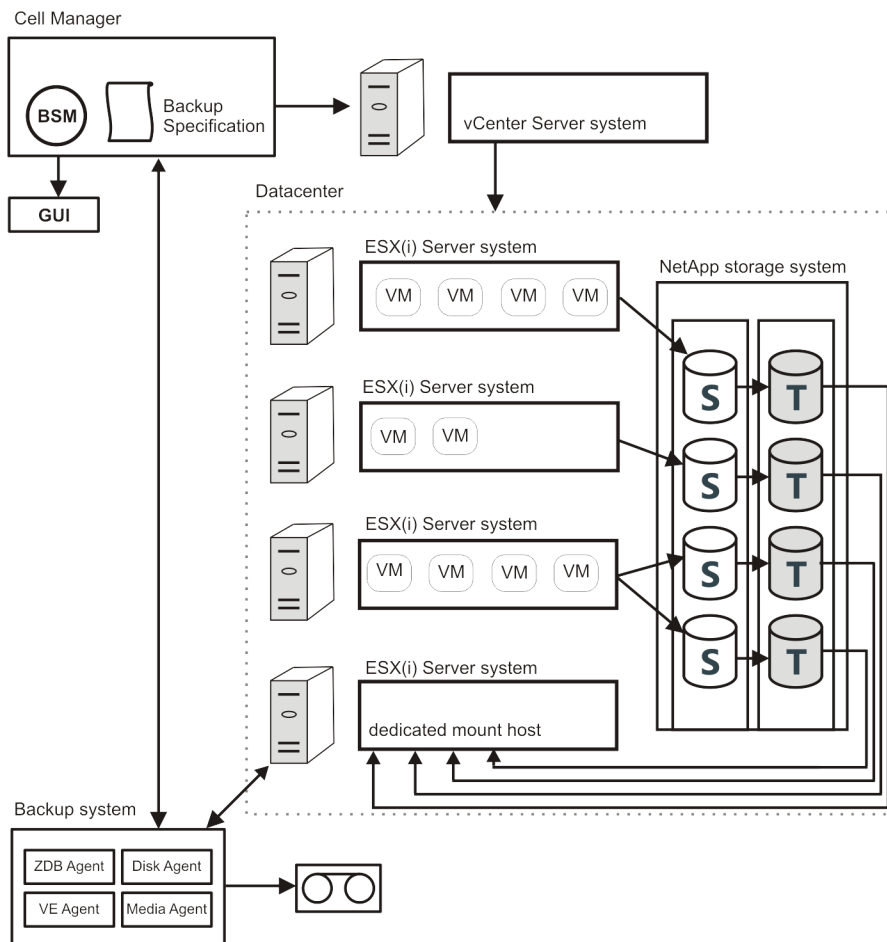 Cell Manager
BSM
Backup
Specification
GUI
vCenter Server system
Datacenter
ESX(i) Server system
VM VM VM VM
NetApp storage system
S T
ESX(i) Server system
VM VM
S T
ESX(i) Server system
VM VM VM VM
S T
S T
ESX(i) Server system
dedicated mount host
Backup system
ZDB Agent Disk Agent
VE Agent Media Agent